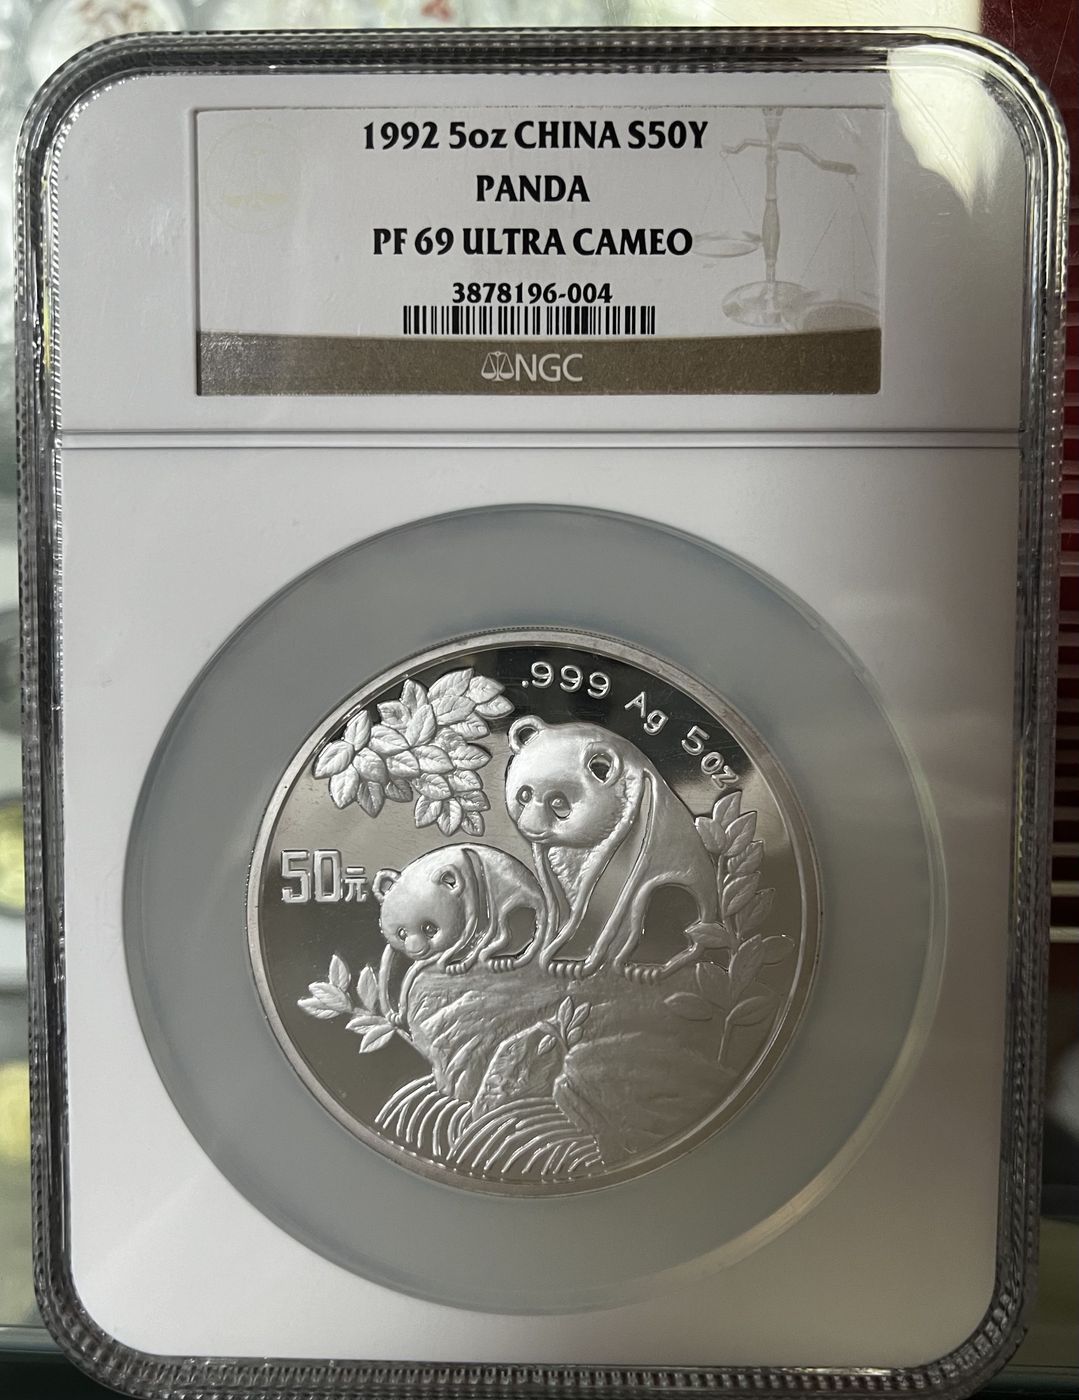 1992 5oz CHINA S50Y
PANDA
PF 69 ULTRA CAMEO
3878196-004
NGC
.999 Ag 5oz
50元